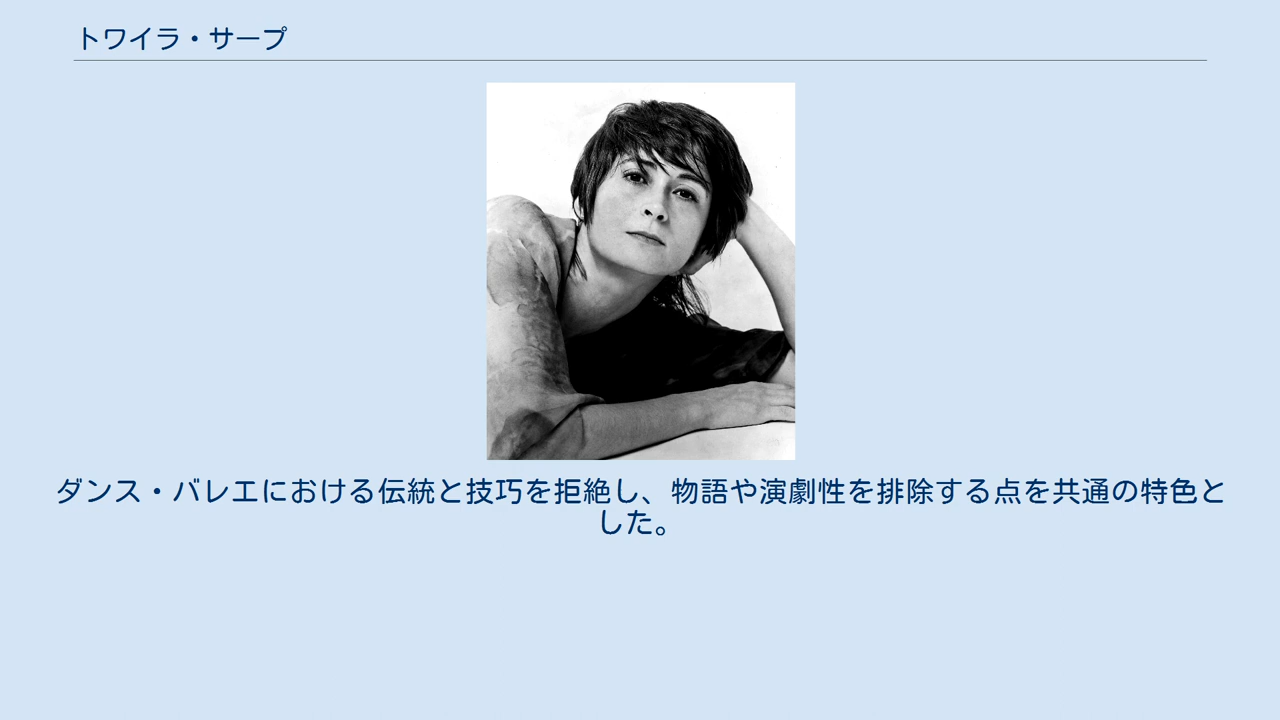 トワイラ・サープ
ダンス・バレエにおける伝統と技巧を拒絶し、物語や演劇性を排除する点を共通の特色と
した。